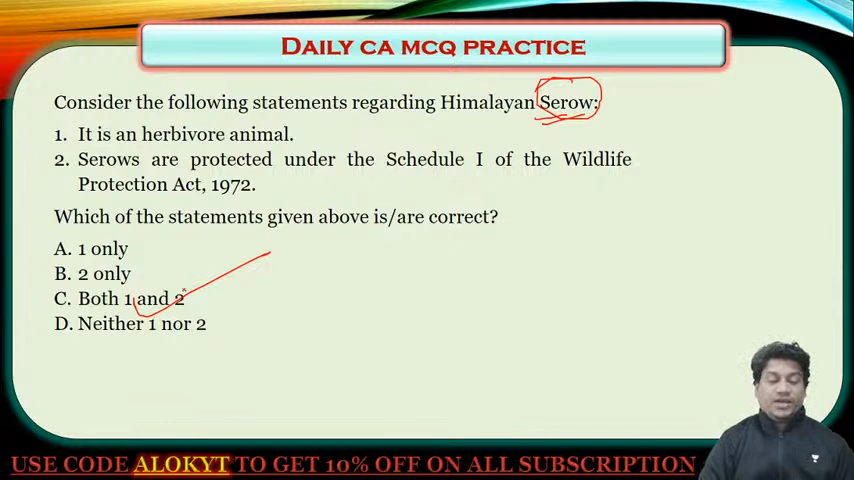 DAILY CA MCQ PRACTICE
Consider the following statements regarding Himalayan Serow:
1. It is an herbivore animal.
2. Serows are protected under the Schedule I of the Wildlife
Protection Act, 1972.
Which of the statements given above is/are correct?
A. 1 only
B. 2 only
C. Both 1 and 2
D. Neither 1 nor 2
USE CODE ALOKYT TO GET 10% OFF ON ALL SUBSCRIPTION